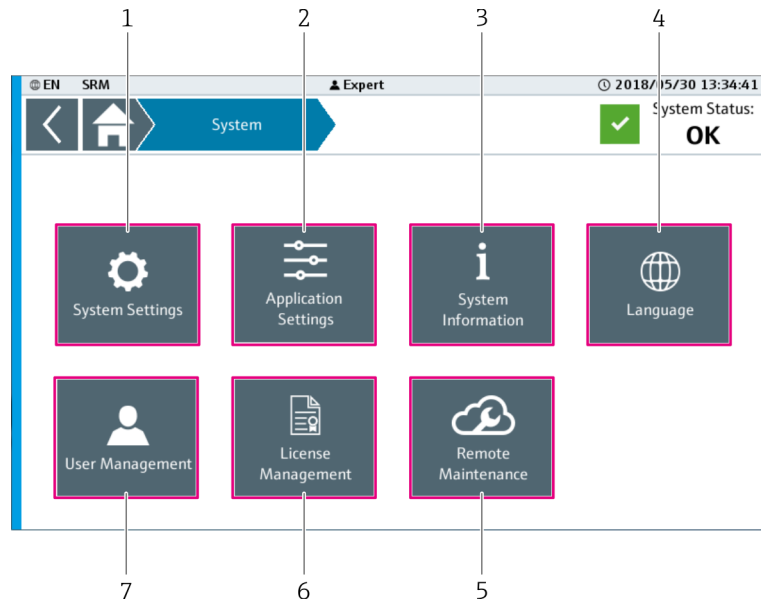 1 2 3 4
EN SRM Expert 2018/05/30 13:34:41
System
System Status:
OK
System Settings
Application
Settings
System
Information
Language
User Management
License
Management
Remote
Maintenance
7 6 5